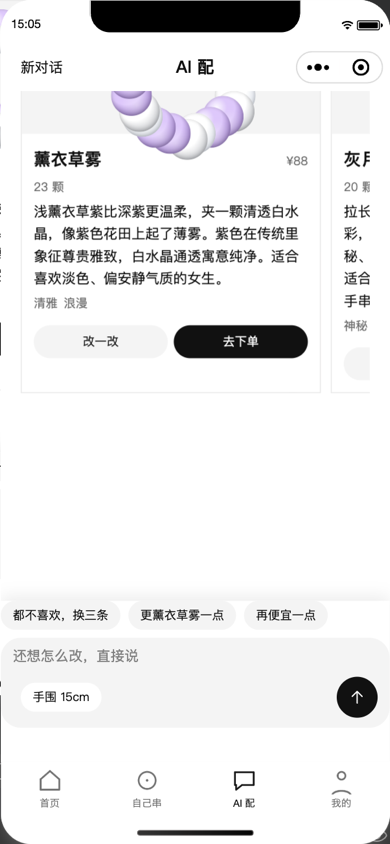 15:05
新对话
AI 配
薰衣草雾
¥88
23 颗
浅薰衣草紫比深紫更温柔，夹一颗清透白水
晶，像紫色花田上起了薄雾。紫色在传统里
象征尊贵雅致，白水晶通透寓意纯净。适合
喜欢淡色、偏安静气质的女生。
清雅 浪漫
改一改
去下单
灰月
20 颗
拉长
彩，
秘、
适合
手串
神秘
都不喜欢，换三条
更薰衣草雾一点
再便宜一点
还想怎么改，直接说
手围 15cm
首页
自己串
AI 配
我的